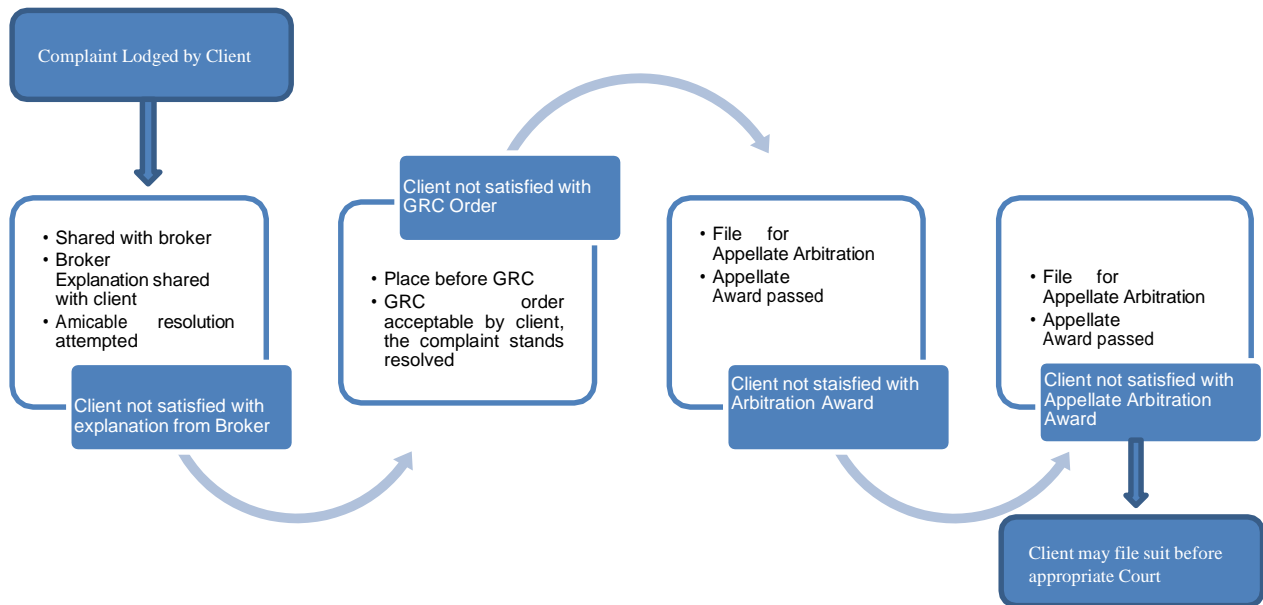 Complaint Lodged by Client
• Shared with broker
• Broker
Explanation shared
with client
• Amicable resolution
attempted
Client not satisfied with
explanation from Broker
Client not satisfied with
GRC Order
• Place before GRC
• GRC order
acceptable by client,
the complaint stands
resolved
• File for
Appellate Arbitration
• Appellate
Award passed
Client not staisfied with
Arbitration Award
• File for
Appellate Arbitration
• Appellate
Award passed
Client not satisfied with
Appellate Arbitration
Award
Client may file suit before
appropriate Court